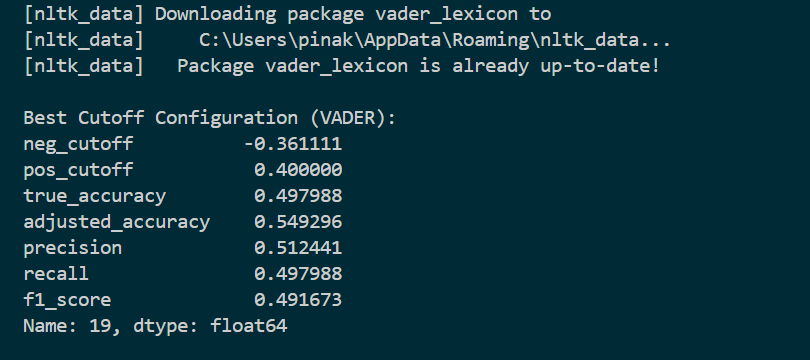 [nltk_data] Downloading package vader_lexicon to
[nltk_data]     C:\Users\pinak\AppData\Roaming\nltk_data...
[nltk_data]   Package vader_lexicon is already up-to-date!
Best Cutoff Configuration (VADER):
neg_cutoff          -0.361111
pos_cutoff           0.400000
true_accuracy        0.497988
adjusted_accuracy    0.549296
precision            0.512441
recall               0.497988
f1_score             0.491673
Name: 19, dtype: float64